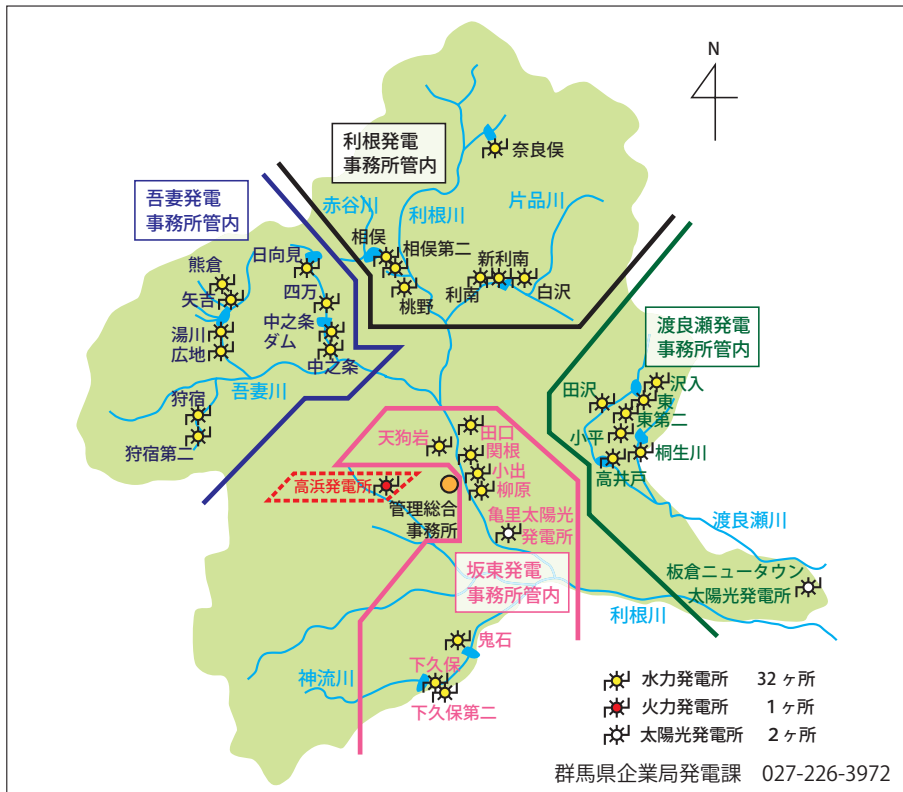 N
利根発電
事務所管内
奈良俣
吾妻発電
事務所管内
赤谷川
利根川
片品川
相俣
相俣第二
新利南
利南
白沢
桃野
日向見
熊倉
四万
矢吉
中之条
ダム
湯川
広地
中之条
吾妻川
狩宿
狩宿第二
渡良瀬発電
事務所管内
田沢
沢入
東
東第二
小平
桐生川
高井戸
渡良瀬川
天狗岩
田口
関根
小出
柳原
高浜発電所
管理総合
事務所
亀里太陽光
発電所
坂東発電
事務所管内
板倉ニュータウン
太陽光発電所
利根川
鬼石
神流川
下久保
下久保第二
水力発電所 32 ヶ所
火力発電所 1 ヶ所
太陽光発電所 2 ヶ所
群馬県企業局発電課 027-226-3972